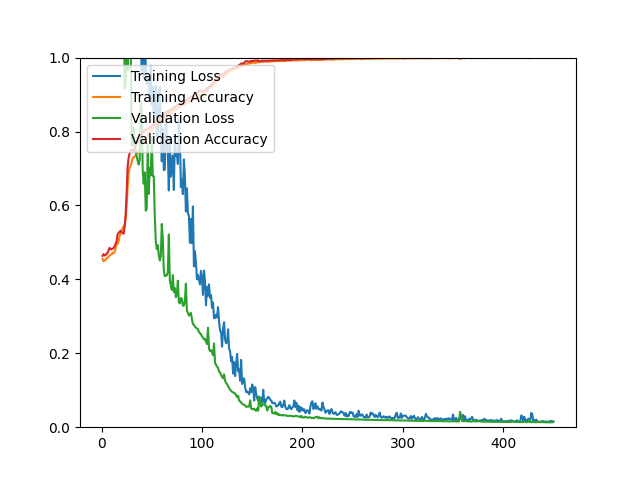 1.0
0.8
0.6
0.4
0.2
0.0
Training Loss
Training Accuracy
Validation Loss
Validation Accuracy
0 100 200 300 400